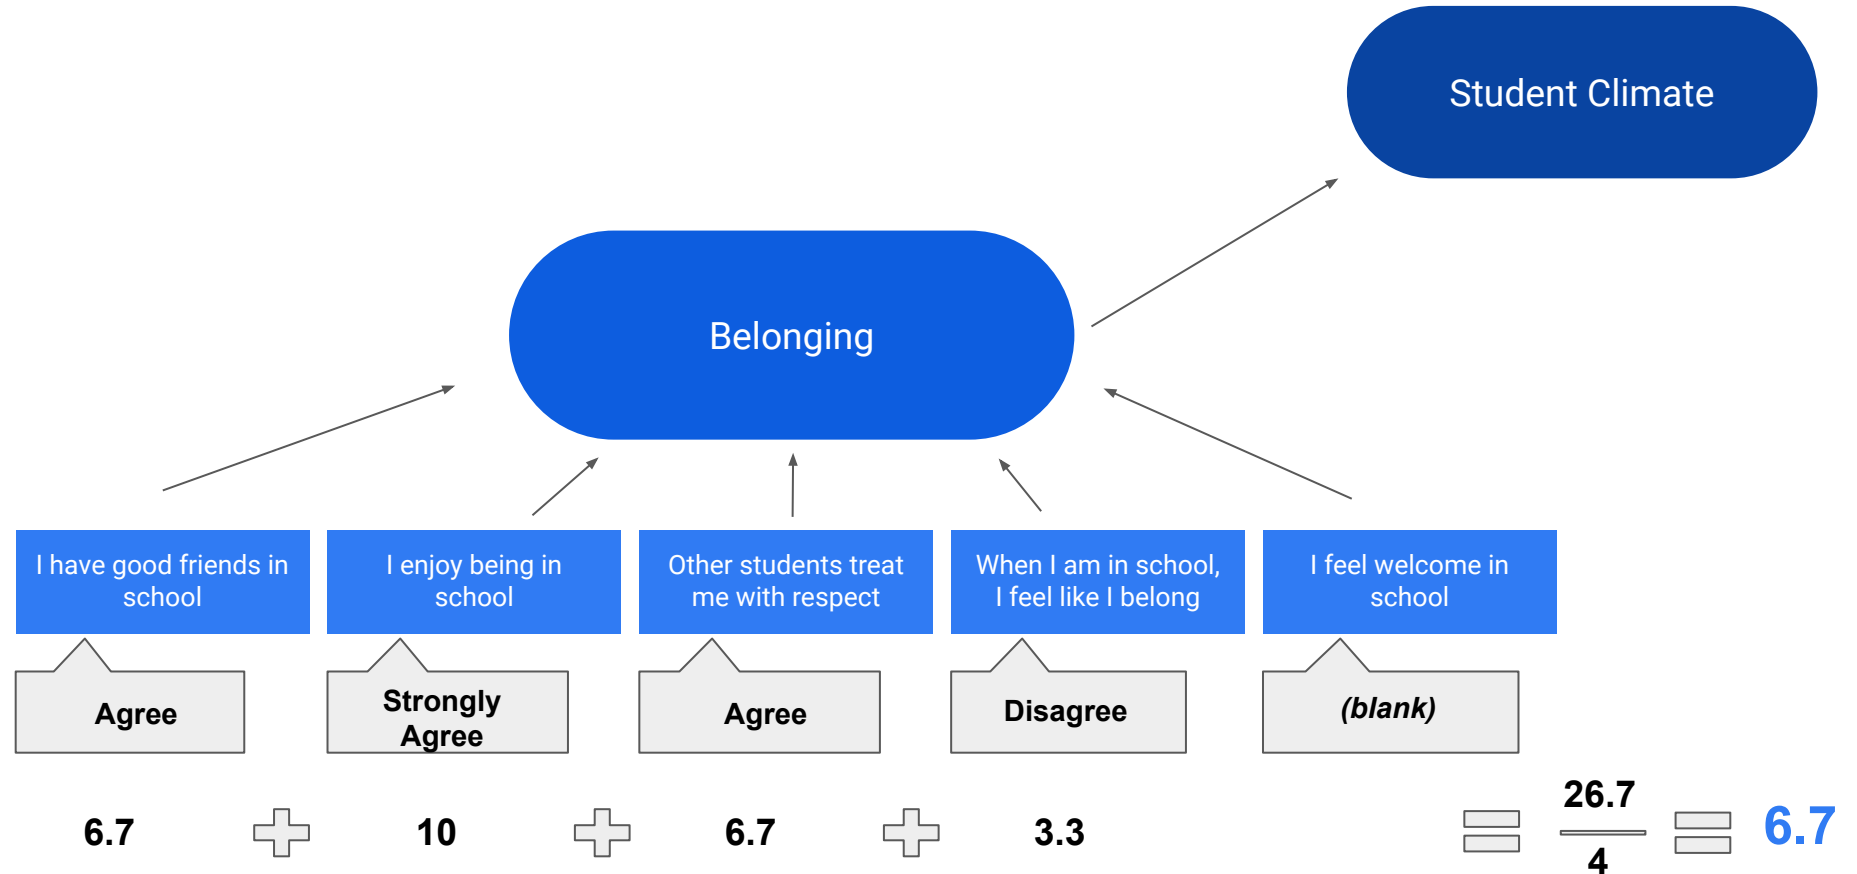 Student Climate
Belonging
I have good friends in
school
I enjoy being in
school
Other students treat
me with respect
When I am in school,
I feel like I belong
I feel welcome in
school
Agree
Strongly
Agree
Agree
Disagree
(blank)
6.7
10
6.7
3.3
26.7
4
6.7